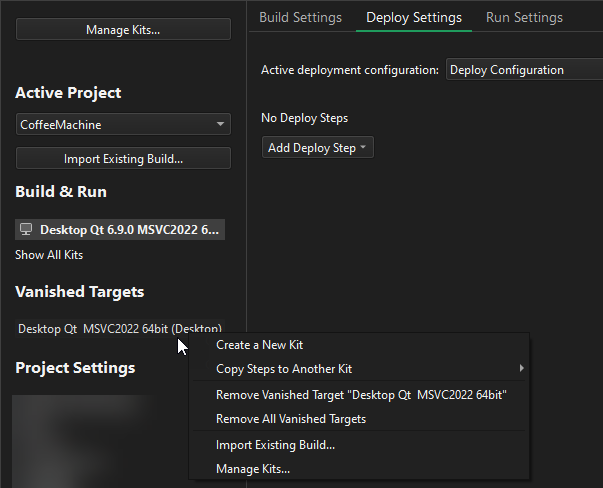 Manage Kits...
Build Settings
Deploy Settings
Run Settings
Active deployment configuration:
Deploy Configuration
Active Project
CoffeeMachine
No Deploy Steps
Add Deploy Step
Import Existing Build...
Build & Run
Desktop Qt 6.9.0 MSVC2022 6...
Show All Kits
Vanished Targets
Desktop Qt  MSVC2022 64bit (Desktop)
Project Settings
Create a New Kit
Copy Steps to Another Kit
Remove Vanished Target "Desktop Qt  MSVC2022 64bit"
Remove All Vanished Targets
Import Existing Build...
Manage Kits...